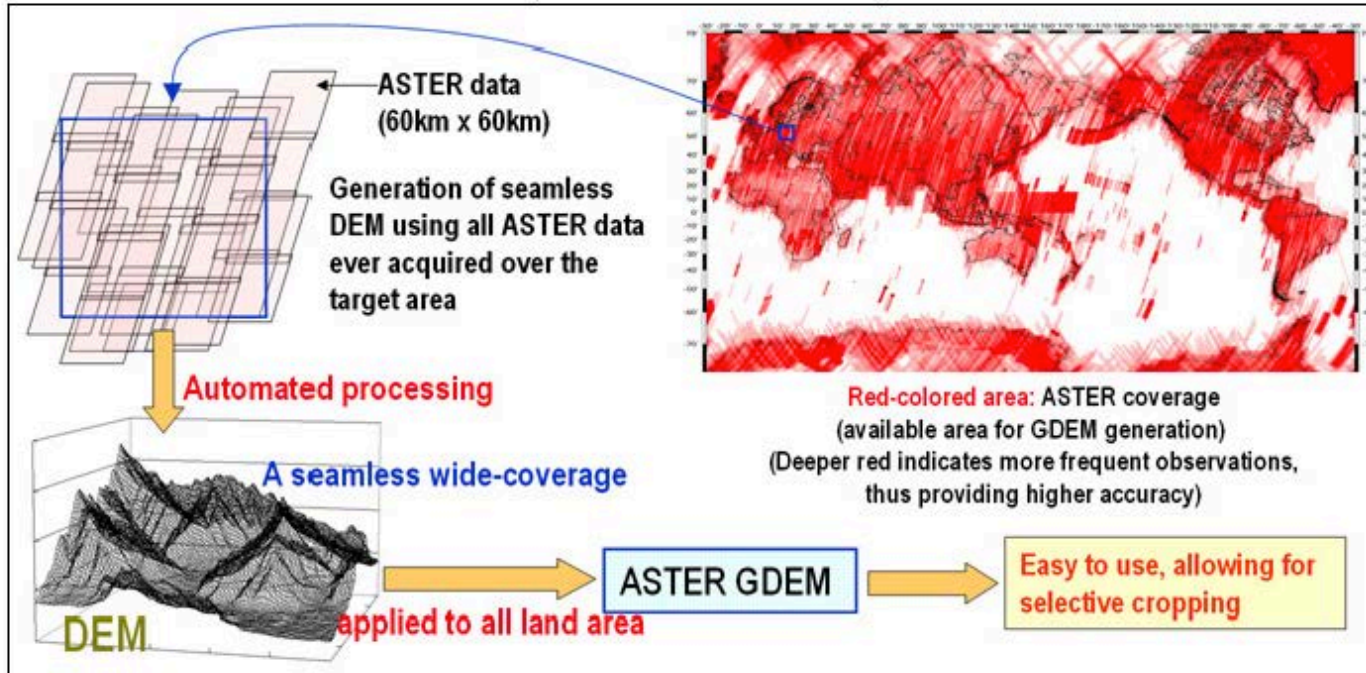 ASTER data
(60km x 60km)
Generation of seamless
DEM using all ASTER data
ever acquired over the
target area
Automated processing
A seamless wide-coverage
DEM
applied to all land area
ASTER GDEM
Easy to use, allowing for
selective cropping
Red-colored area: ASTER coverage
(available area for GDEM generation)
(Deeper red indicates more frequent observations,
thus providing higher accuracy)